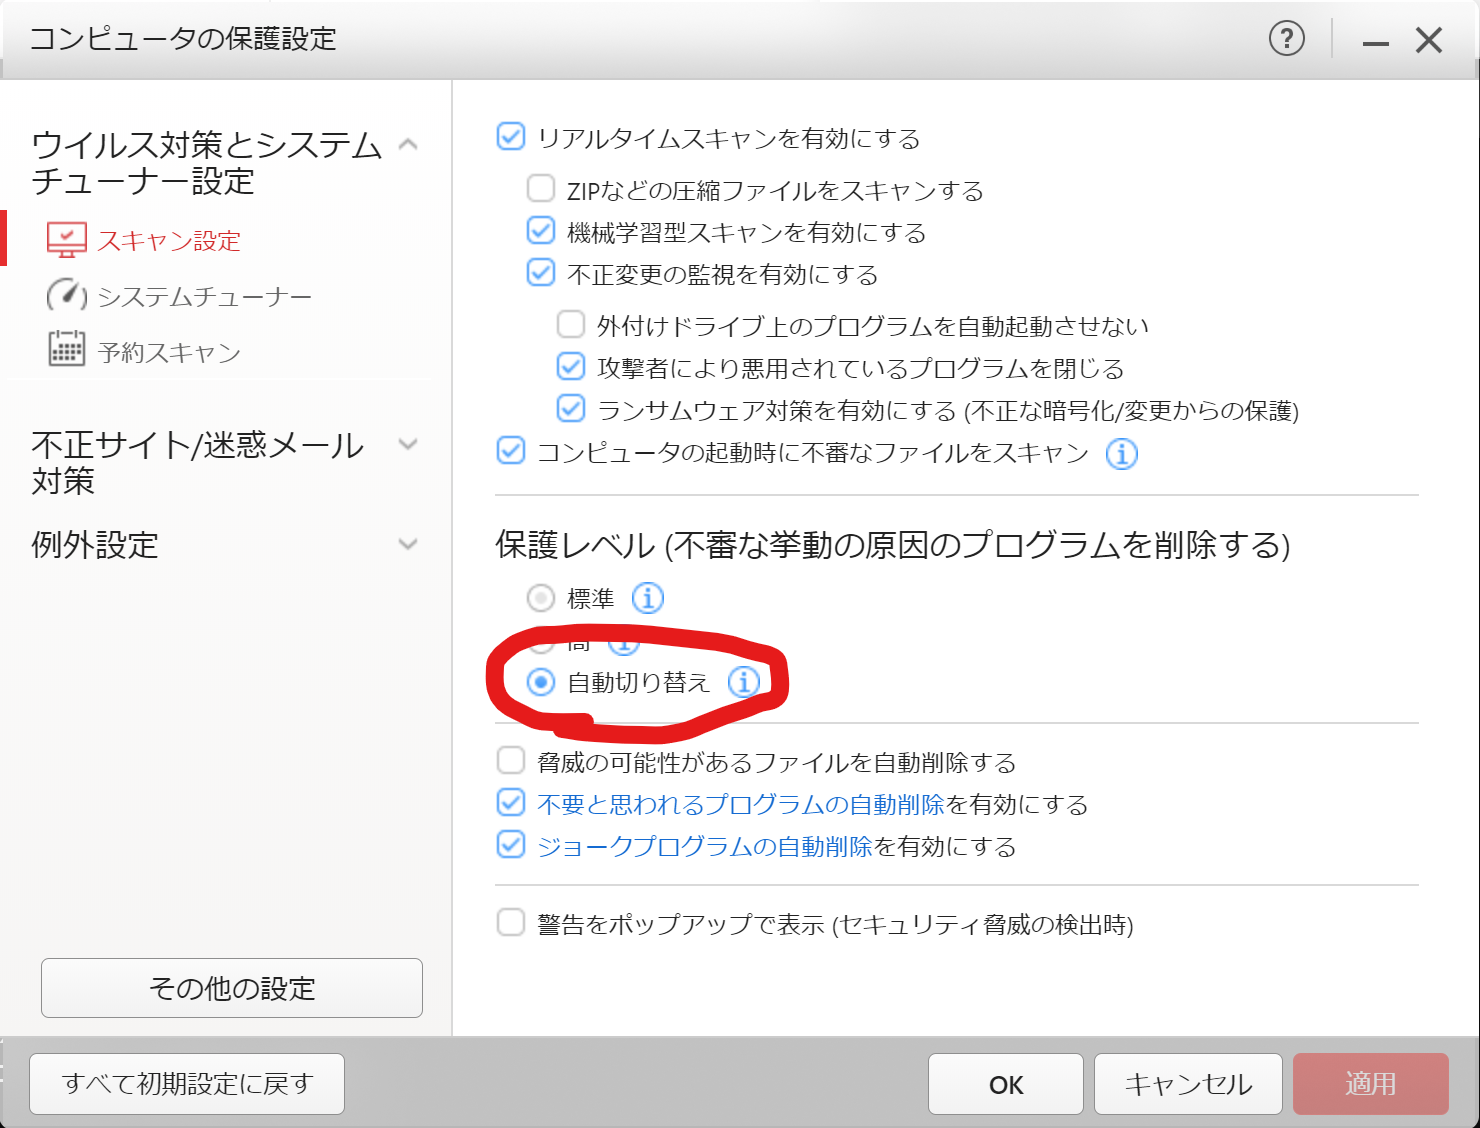 コンピュータの保護設定
ウイルス対策とシステム
チューナー設定
スキャン設定
システムチューナー
予約スキャン
不正サイト/迷惑メール
対策
例外設定
その他の設定
リアルタイムスキャンを有効にする
ZIPなどの圧縮ファイルをスキャンする
機械学習型スキャンを有効にする
不正変更の監視を有効にする
外付けドライブ上のプログラムを自動起動させない
攻撃者により悪用されているプログラムを閉じる
ランサムウェア対策を有効にする (不正な暗号化/変更からの保護)
コンピュータの起動時に不審なファイルをスキャン
保護レベル (不審な挙動の原因のプログラムを削除する)
標準
高
自動切り替え
脅威の可能性があるファイルを自動削除する
不要と思われるプログラムの自動削除を有効にする
ジョークプログラムの自動削除を有効にする
警告をポップアップで表示 (セキュリティ脅威の検出時)
すべて初期設定に戻す
OK
キャンセル
適用